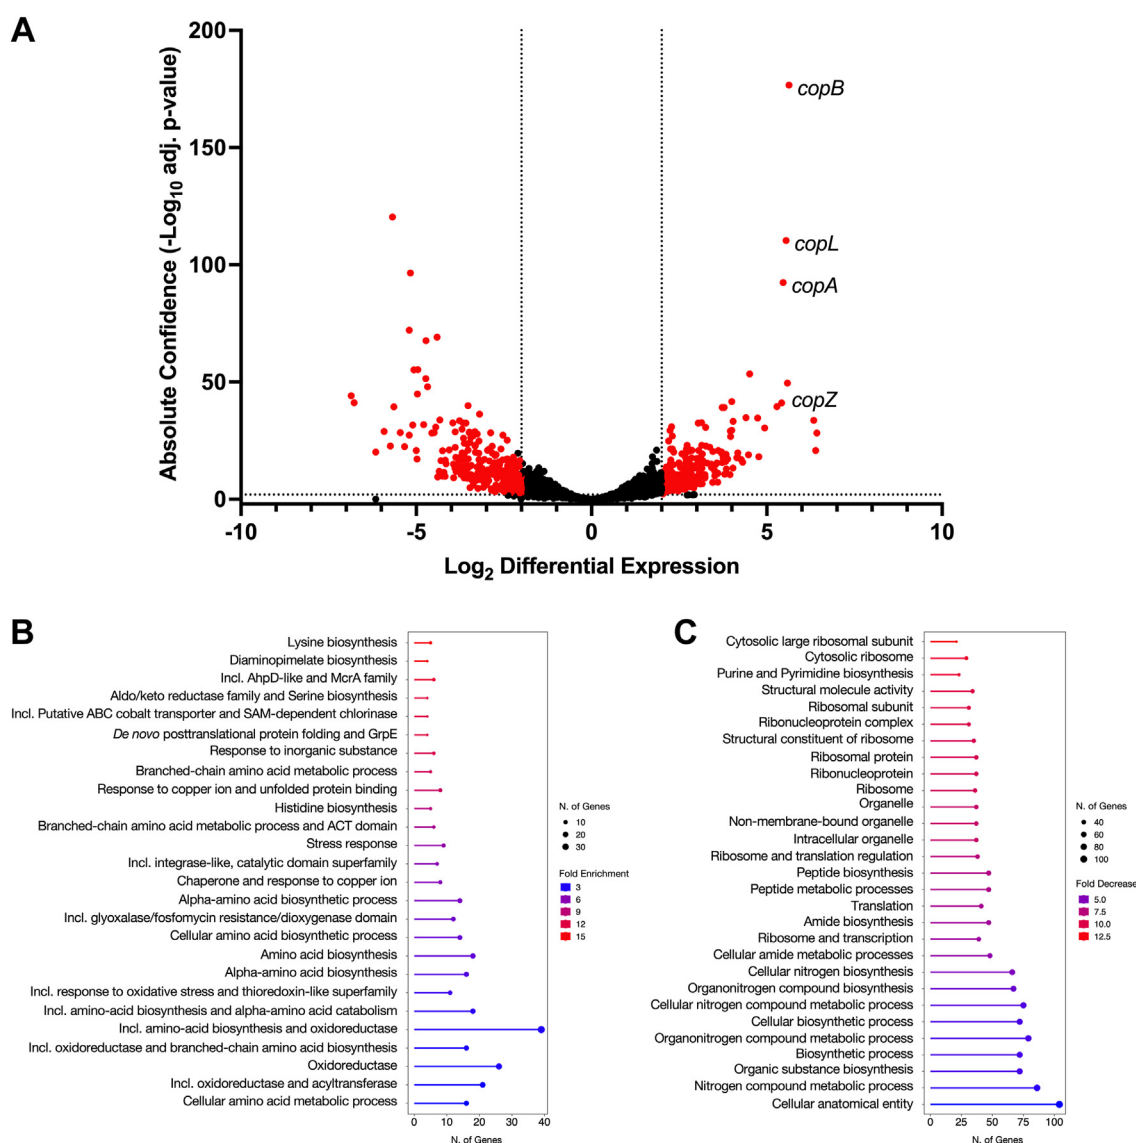 A
Absolute Confidence (-Log10 adj. p-value)
200
150
100
50
0
copB
copL
copA
copZ
-10
-5
0
5
10
Log2 Differential Expression
B
Lysine biosynthesis
Diaminopimelate biosynthesis
Incl. AhpD-like and McrA family
Aldo/keto reductase family and Serine biosynthesis
Incl. Putative ABC cobalt transporter and SAM-dependent chlorinase
De novo posttranslational protein folding and GrpE
Response to inorganic substance
Branched-chain amino acid metabolic process
Response to copper ion and unfolded protein binding
Histidine biosynthesis
Branched-chain amino acid metabolic process and ACT domain
Stress response
Incl. integrase-like, catalytic domain superfamily
Chaperone and response to copper ion
Alpha-amino acid biosynthetic process
Incl. glyoxalase/fosfomycin resistance/dioxygenase domain
Cellular amino acid biosynthetic process
Amino acid biosynthesis
Alpha-amino acid biosynthesis
Incl. response to oxidative stress and thioredoxin-like superfamily
Incl. amino-acid biosynthesis and alpha-amino acid catabolism
Incl. amino-acid biosynthesis and oxidoreductase
Incl. oxidoreductase and branched-chain amino acid biosynthesis
Oxidoreductase
Incl. oxidoreductase and acyltransferase
Cellular amino acid metabolic process
0
10
20
30
40
N. of Genes
N. of Genes
10
20
30
Fold Enrichment
3
6
9
12
15
C
Cytosolic large ribosomal subunit
Cytosolic ribosome
Purine and Pyrimidine biosynthesis
Structural molecule activity
Ribosomal subunit
Ribonucleoprotein complex
Structural constituent of ribosome
Ribosomal protein
Ribonucleoprotein
Ribosome
Organelle
Non-membrane-bound organelle
Intracellular organelle
Ribosome and translation regulation
Peptide biosynthesis
Peptide metabolic processes
Translation
Amide biosynthesis
Ribosome and transcription
Cellular amide metabolic processes
Cellular nitrogen biosynthesis
Organonitrogen compound biosynthesis
Cellular nitrogen compound metabolic process
Cellular biosynthetic process
Organonitrogen compound metabolic process
Biosynthetic process
Organic substance biosynthesis
Nitrogen compound metabolic process
Cellular anatomical entity
0
25
50
75
100
N. of Genes
N. of Genes
40
60
80
100
Fold Decrease
5.0
7.5
10.0
12.5